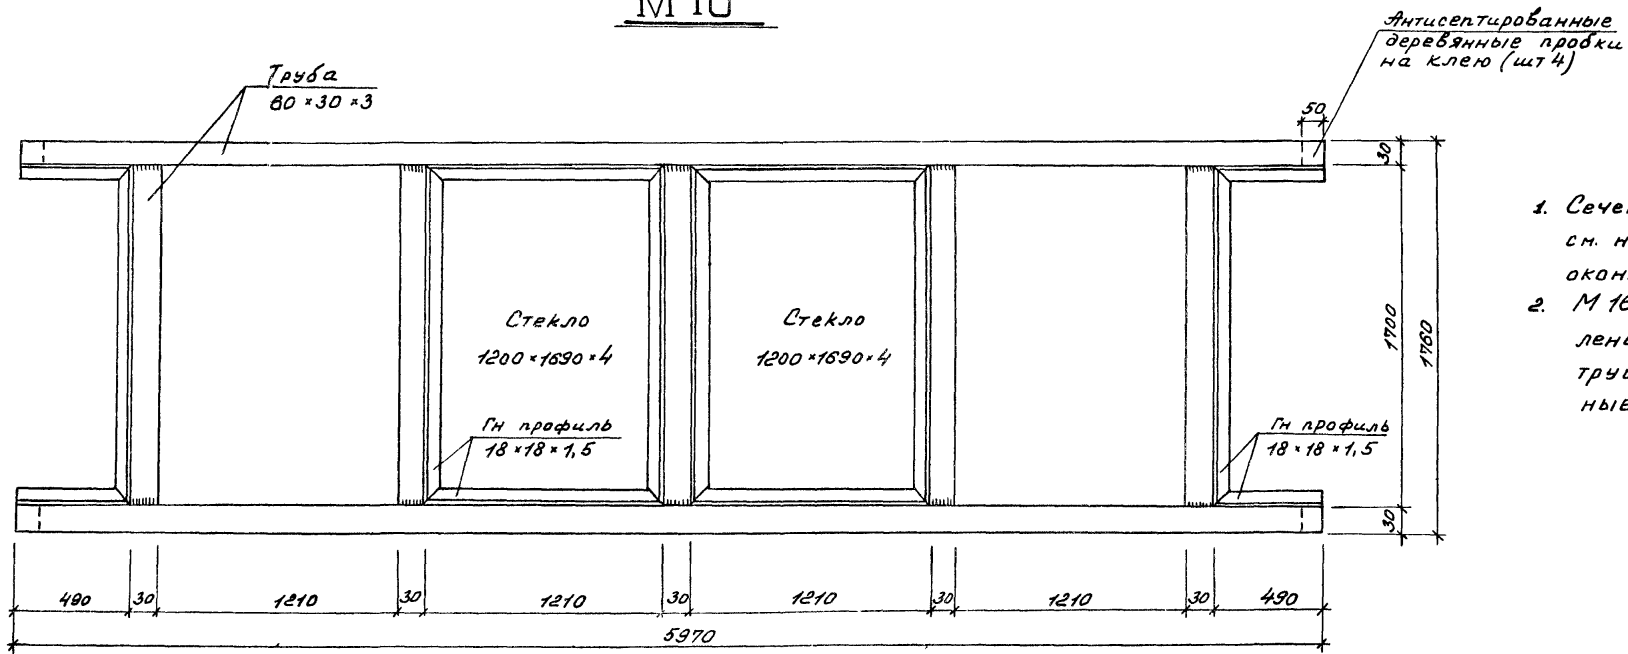 М 16
Антисептированные
деревянные пробки
на клею (шт 4)
Труба
60×30×3
50
30
1. Сечен
см. н
окон
2. М 16
лени
тру
ные
1700
1760
Стекло
1200×1690×4
Стекло
1200×1690×4
Гн профиль
18×18×1,5
Гн профиль
18×18×1,5
30
490 30 1210 30 1210 30 1210 30 1210 30 490
5970